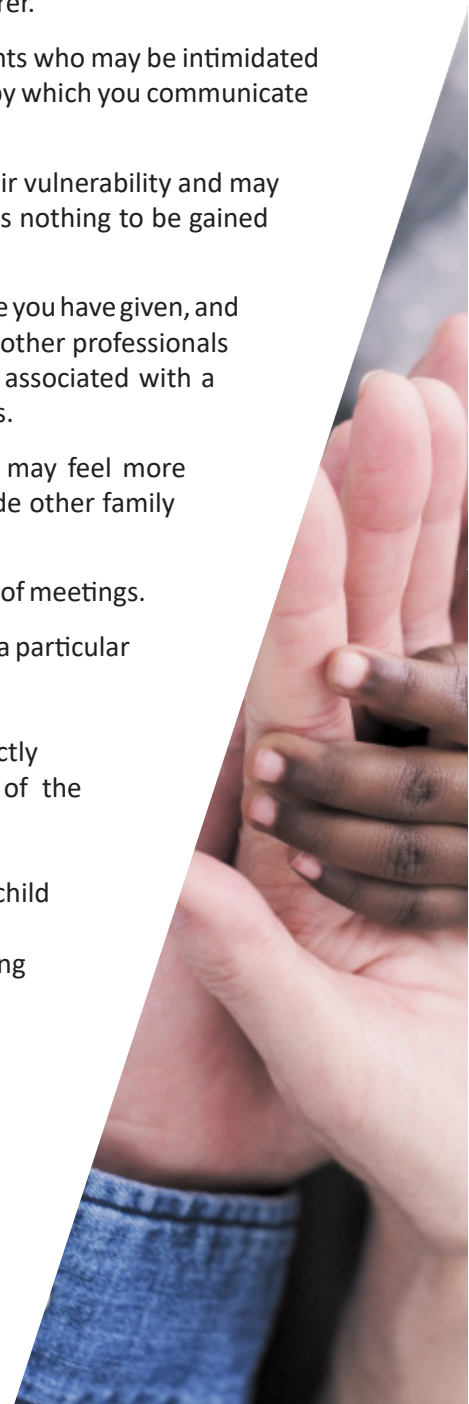 rer.
nts who may be intimidated
by which you communicate
ir vulnerability and may
s nothing to be gained
e you have given, and
other professionals
associated with a
s.
may feel more
de other family
of meetings.
a particular
ctly
of the
child
ng